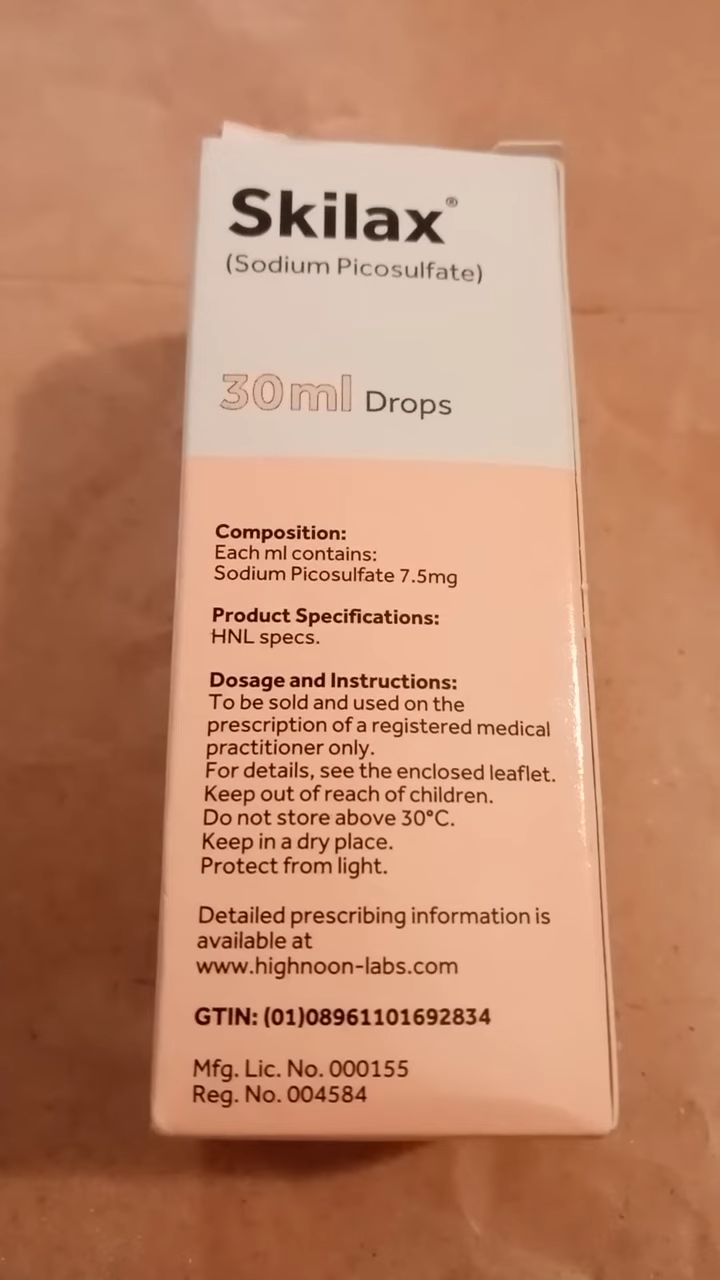 Skilax®
(Sodium Picosulfate)
30ml Drops
Composition:
Each ml contains:
Sodium Picosulfate 7.5mg
Product Specifications:
HNL specs.
Dosage and Instructions:
To be sold and used on the
prescription of a registered medical
practitioner only.
For details, see the enclosed leaflet.
Keep out of reach of children.
Do not store above 30°C.
Keep in a dry place.
Protect from light.
Detailed prescribing information is
available at
www.highnoon-labs.com
GTIN: (01)08961101692834
Mfg. Lic. No. 000155
Reg. No. 004584